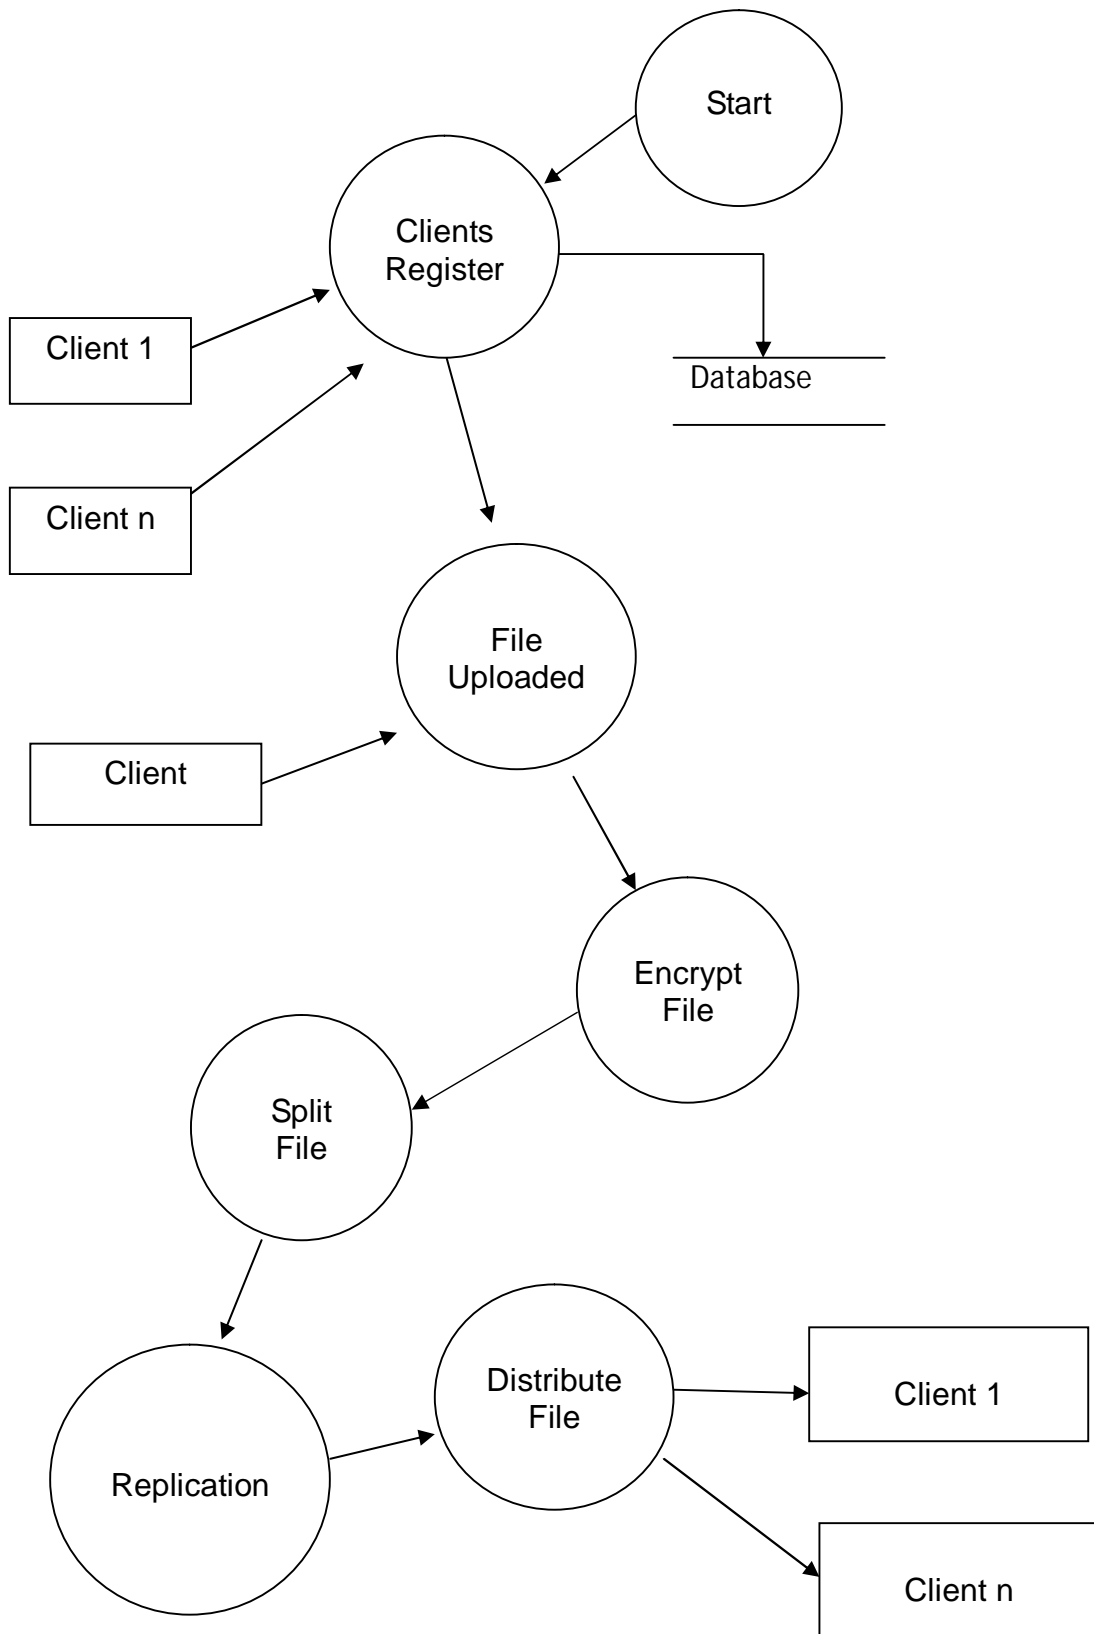 Start
Clients
Register
Client 1
Database
Client n
File
Uploaded
Client
Encrypt
File
Split
File
Distribute
File
Client 1
Replication
Client n